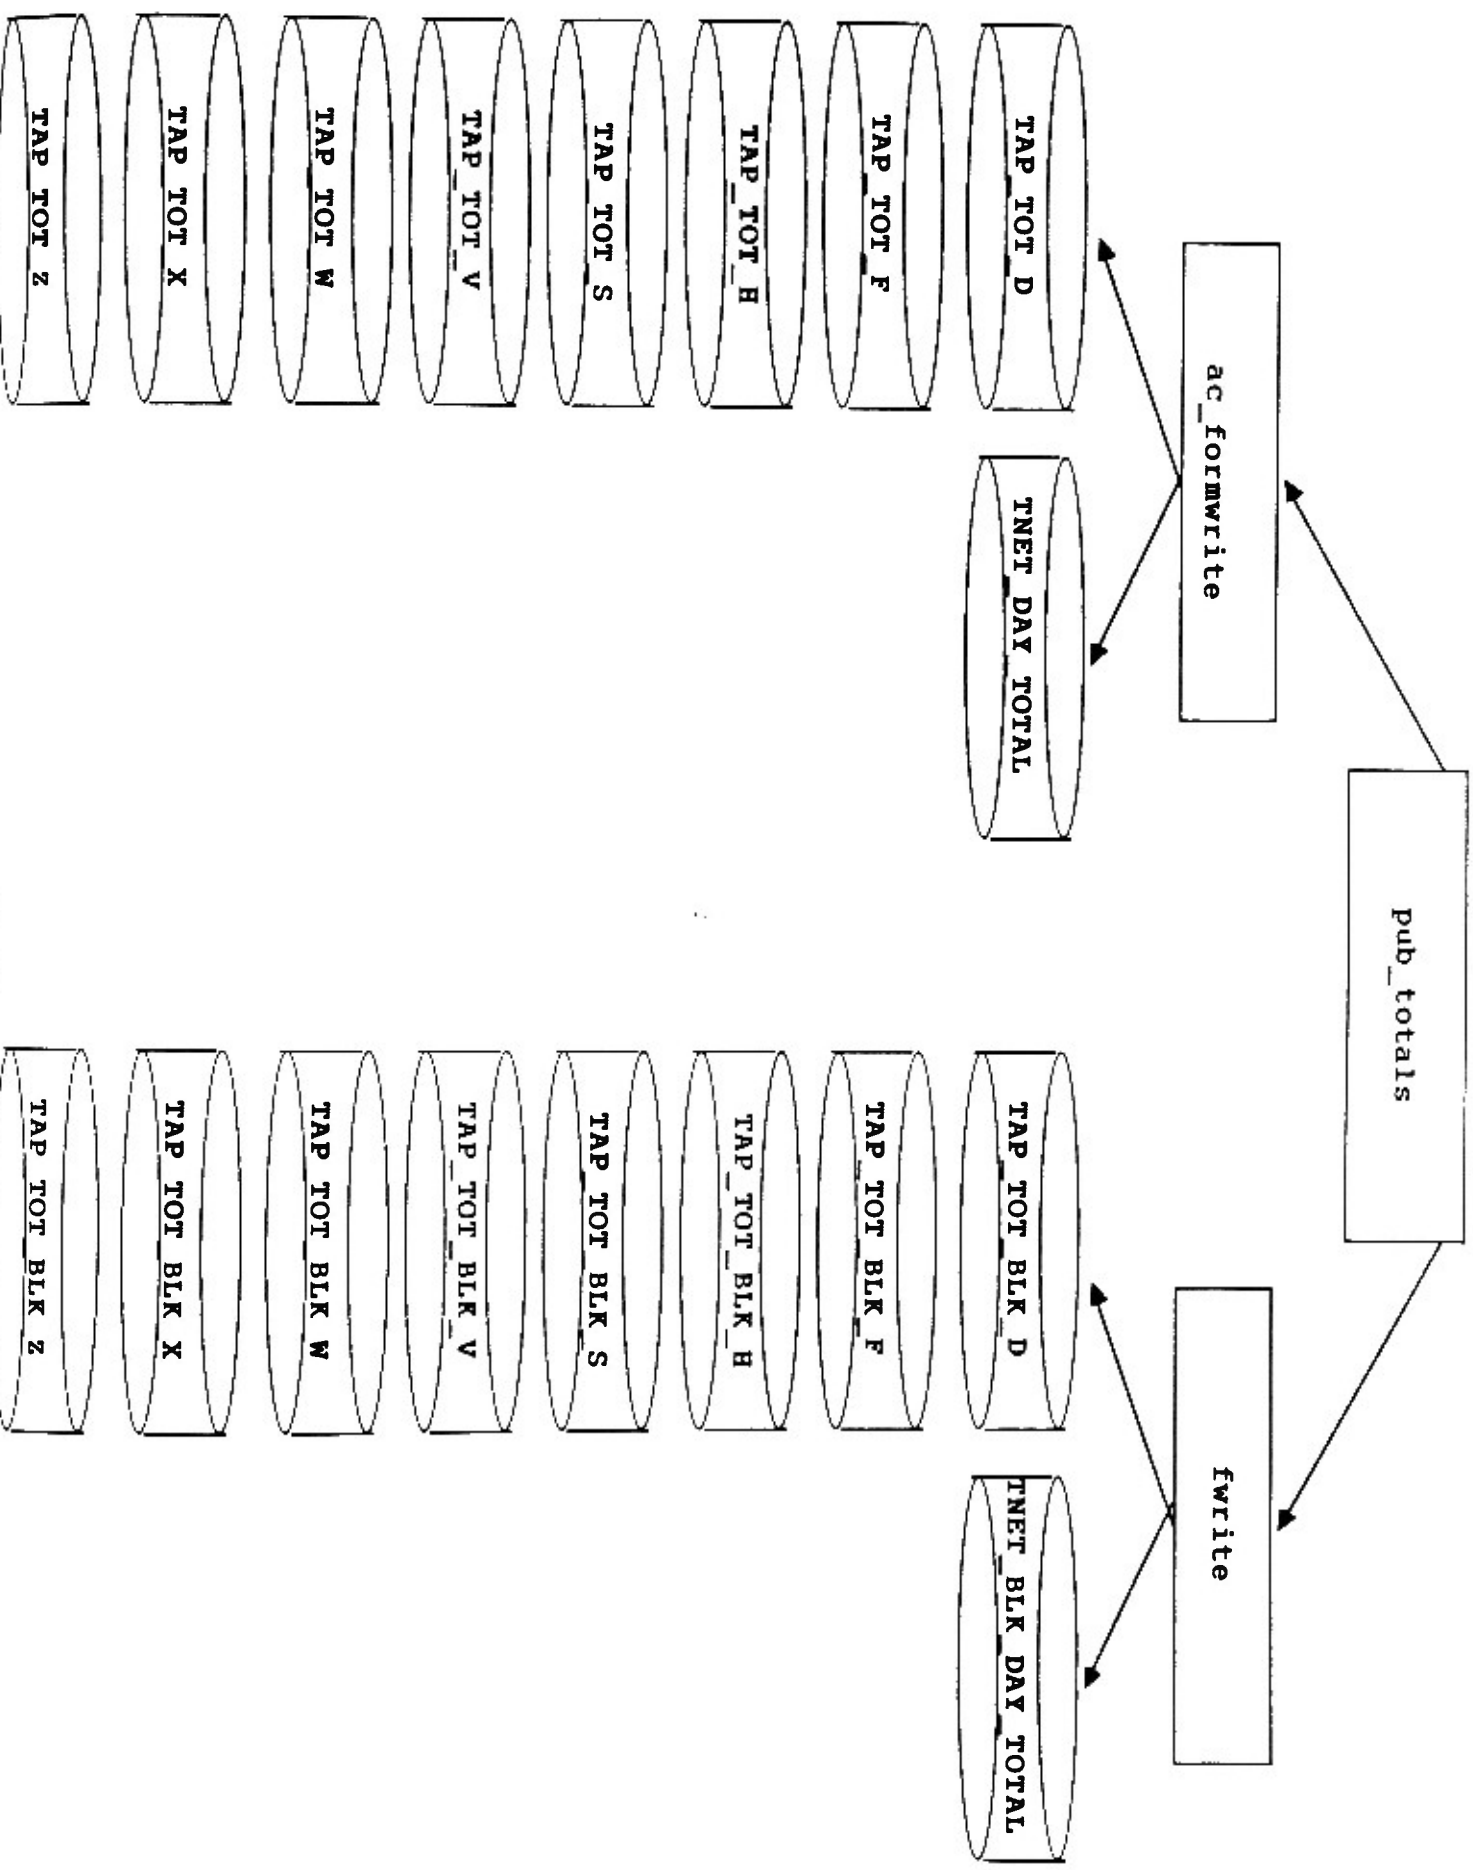 pub_totals
ac_formwrite
fwrite
TAP_TOT_D
TNET_DAY_TOTAL
TAP_TOT_BLK_D
TNET_BLK_DAY_TOTAL
TAP_TOT_F
TAP_TOT_BLK_F
TAP_TOT_H
TAP_TOT_BLK_H
TAP_TOT_S
TAP_TOT_BLK_S
TAP_TOT_V
TAP_TOT_BLK_V
TAP_TOT_W
TAP_TOT_BLK_W
TAP_TOT_X
TAP_TOT_BLK_X
TAP_TOT_Z
TAP_TOT_BLK_Z